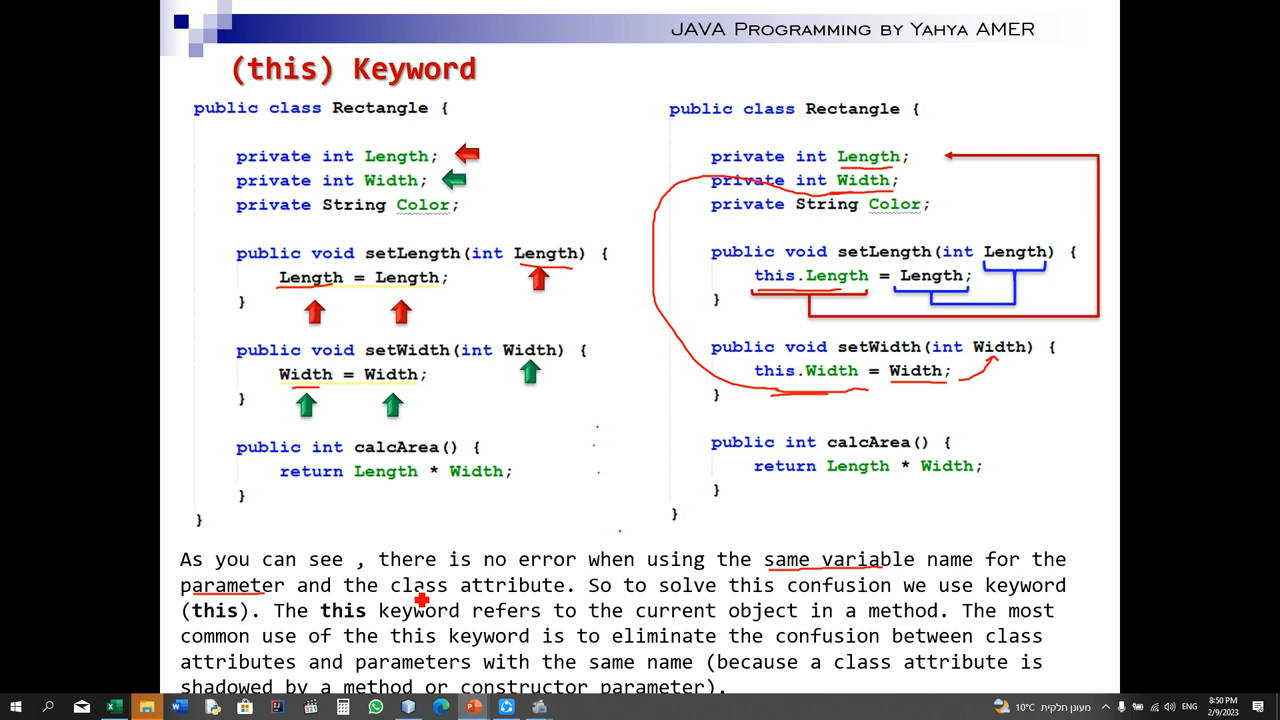 JAVA Programming by Yahya AMER
(this) Keyword
public class Rectangle {
private int Length;
private int Width;
private String Color;
public void setLength(int Length) {
Length = Length;
}
public void setWidth(int Width) {
Width = Width;
}
public int calcArea() {
return Length * Width;
}
}
public class Rectangle {
private int Length;
private int Width;
private String Color;
public void setLength(int Length) {
this.Length = Length;
}
public void setWidth(int Width) {
this.Width = Width;
}
public int calcArea() {
return Length * Width;
}
}
As you can see , there is no error when using the same variable name for the
parameter and the class attribute. So to solve this confusion we use keyword
(this). The this keyword refers to the current object in a method. The most
common use of the this keyword is to eliminate the confusion between class
attributes and parameters with the same name (because a class attribute is
shadowed by a method or constructor parameter).
10°C מעונן חלקית
ENG
8:50 PM
2/9/2023